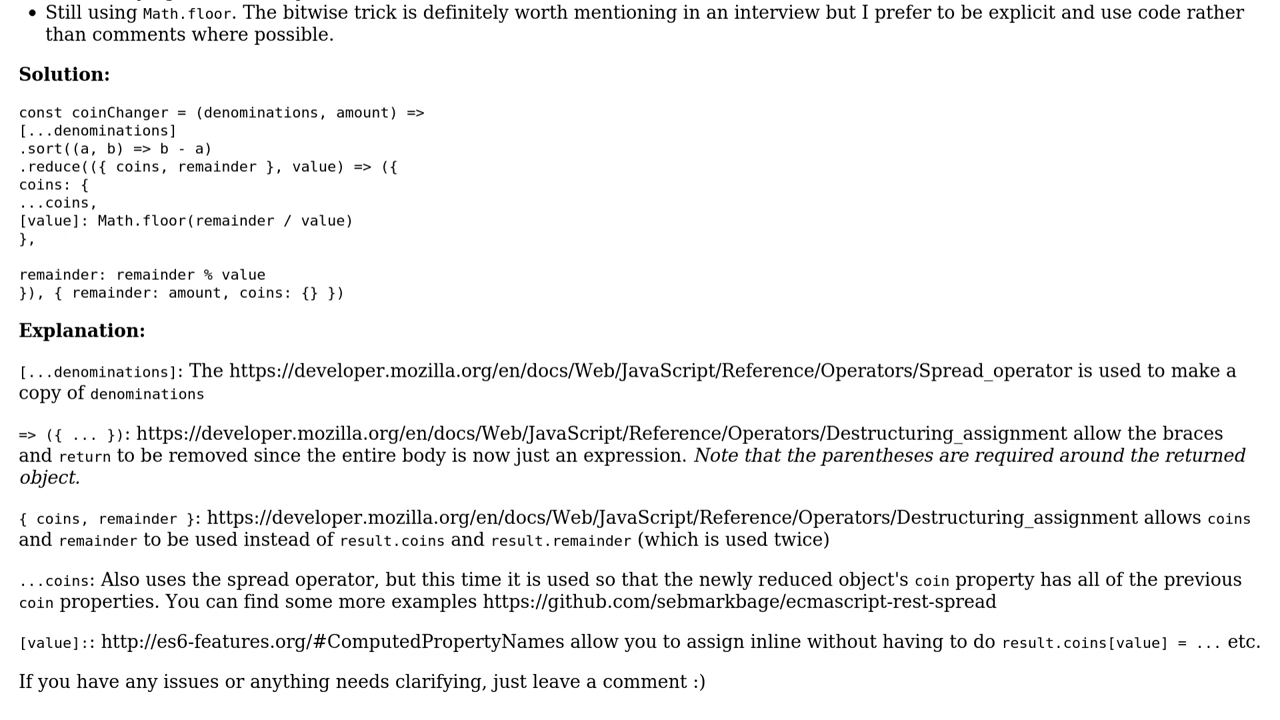 • Still using Math.floor. The bitwise trick is definitely worth mentioning in an interview but I prefer to be explicit and use code rather
than comments where possible.
Solution:
const coinChanger = (denominations, amount) =>
[...denominations]
.sort((a, b) => b - a)
.reduce(({ coins, remainder }, value) => ({
coins: {
...coins,
[value]: Math.floor(remainder / value)
},
remainder: remainder % value
}), { remainder: amount, coins: {} })
Explanation:
[...denominations]: The https://developer.mozilla.org/en/docs/Web/JavaScript/Reference/Operators/Spread_operator is used to make a
copy of denominations
=> ({ ... }): https://developer.mozilla.org/en/docs/Web/JavaScript/Reference/Operators/Destructuring_assignment allow the braces
and return to be removed since the entire body is now just an expression. Note that the parentheses are required around the returned
object.
{ coins, remainder }: https://developer.mozilla.org/en/docs/Web/JavaScript/Reference/Operators/Destructuring_assignment allows coins
and remainder to be used instead of result.coins and result.remainder (which is used twice)
...coins: Also uses the spread operator, but this time it is used so that the newly reduced object's coin property has all of the previous
coin properties. You can find some more examples https://github.com/sebmarkbage/ecmascript-rest-spread
[value]:: http://es6-features.org/#ComputedPropertyNames allow you to assign inline without having to do result.coins[value] = ... etc.
If you have any issues or anything needs clarifying, just leave a comment :)